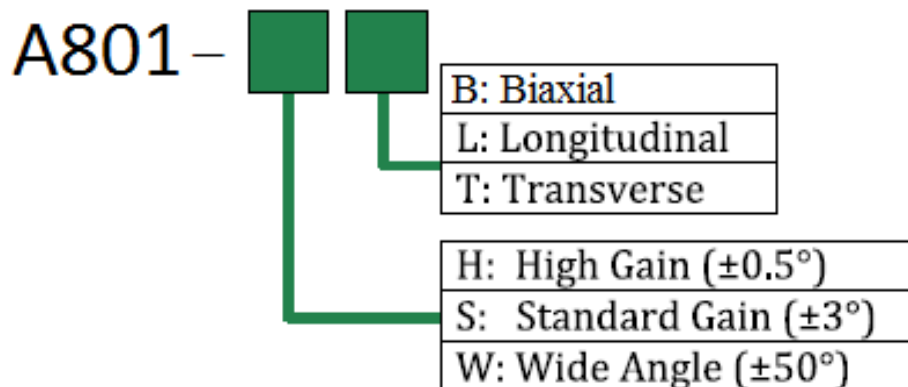 A801–
B: Biaxial
L: Longitudinal
T: Transverse
H: High Gain (±0.5°)
S: Standard Gain (±3°)
W: Wide Angle (±50°)